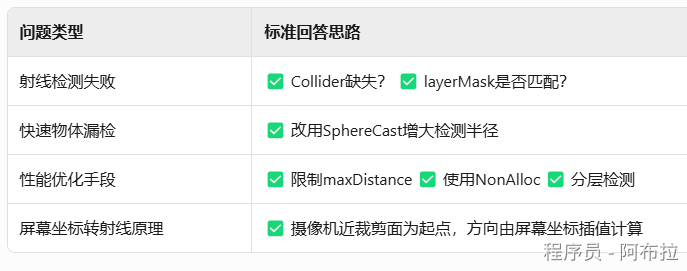 问题类型 标准回答思路
射线检测失败 ✅ Collider缺失? ✅ layerMask是否匹配?
快速物体漏检 ✅ 改用SphereCast增大检测半径
性能优化手段 ✅ 限制maxDistance ✅ 使用NonAlloc ✅ 分层检测
屏幕坐标转射线原理 ✅ 摄像机近裁剪面为起点，方向由屏幕坐标插值计算
程序员 - 阿布拉